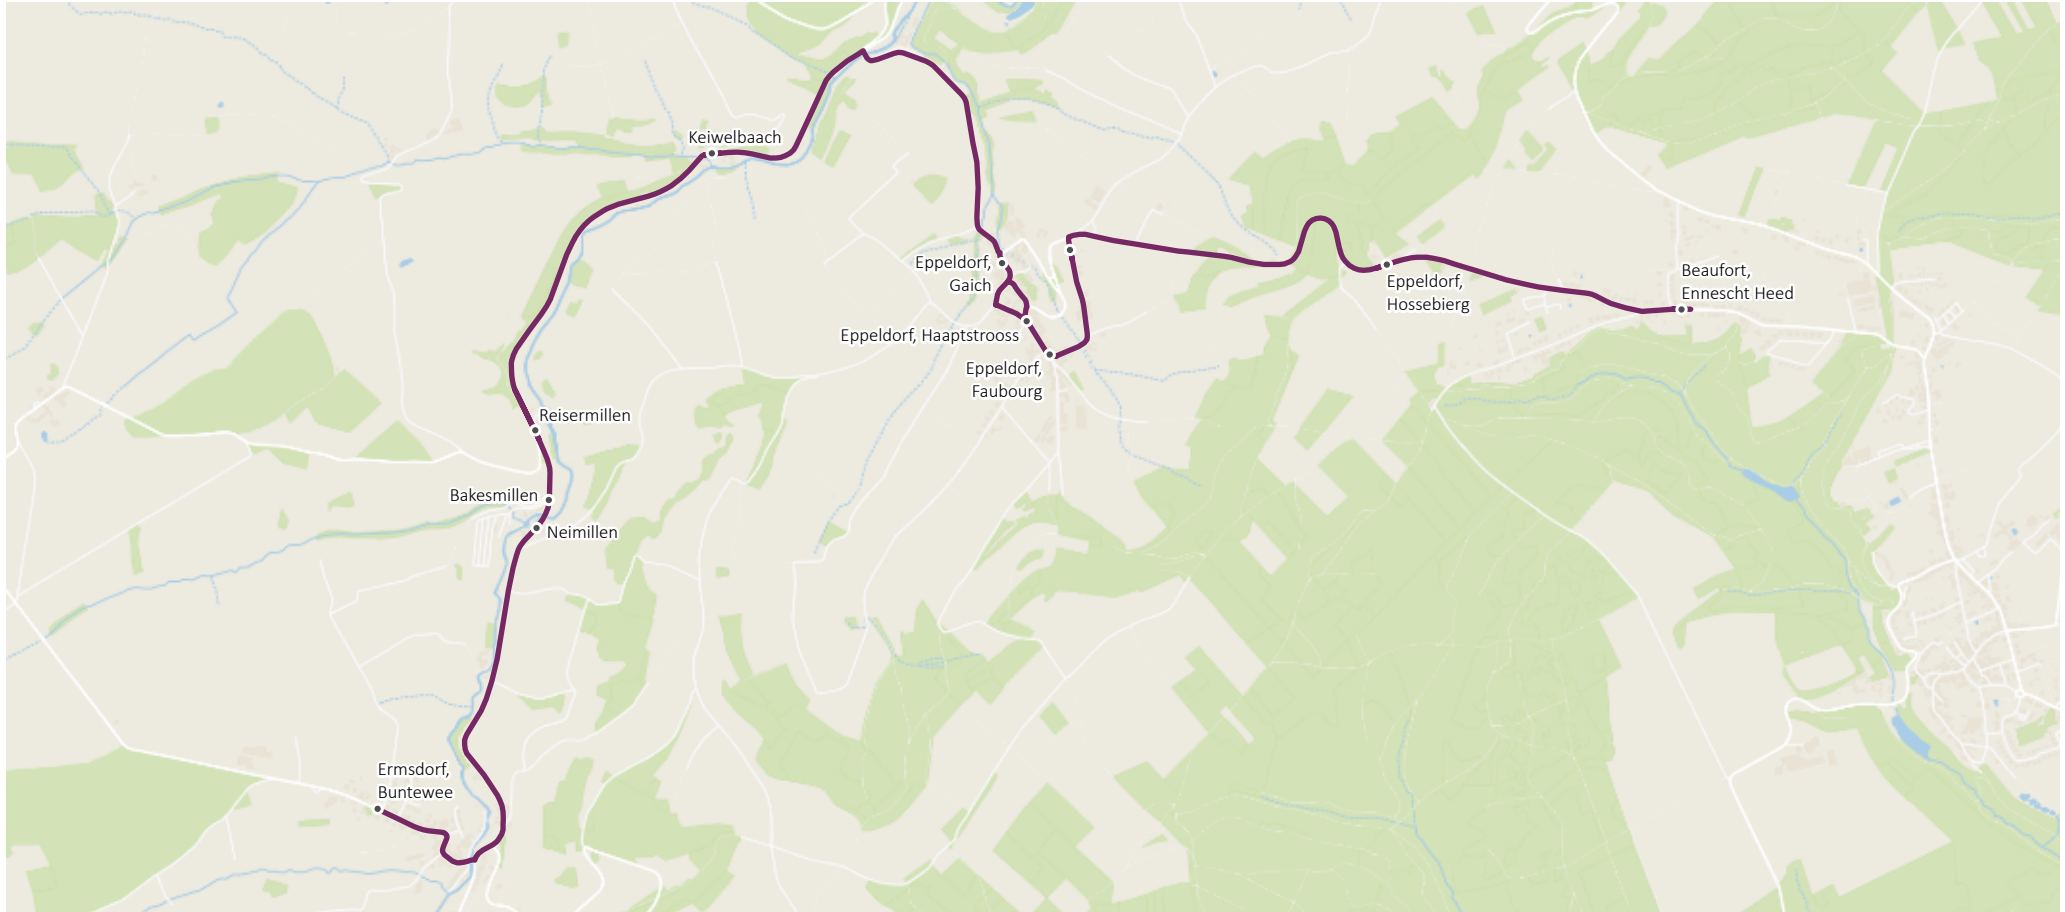 Keiwelbaach
Eppeldorf,
Gaich
Eppeldorf,
Hossebierg
Beaufort,
Ennescht Heed
Eppeldorf, Haaptstrooss
Eppeldorf,
Faubourg
Reisermillen
Bakesmillen
Neimillen
Ermsdorf,
Buntewee